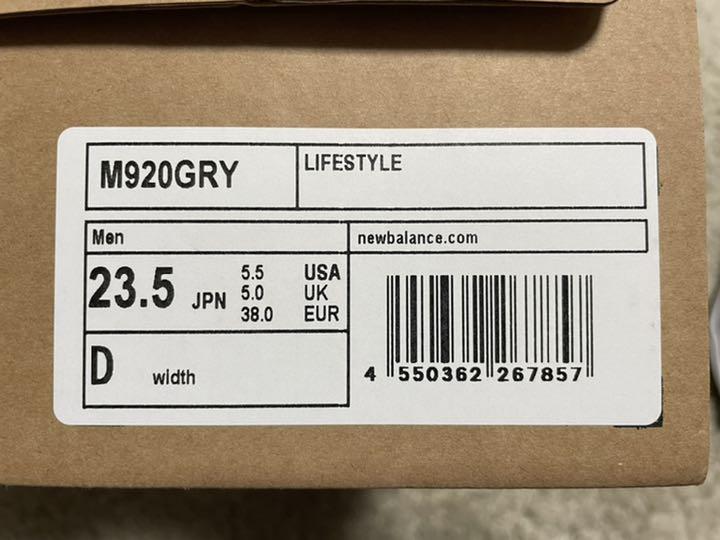 M920GRY
LIFESTYLE
Men
newbalance.com
23.5 JPN
5.5 USA
5.0 UK
38.0 EUR
D width
4 550362 267857